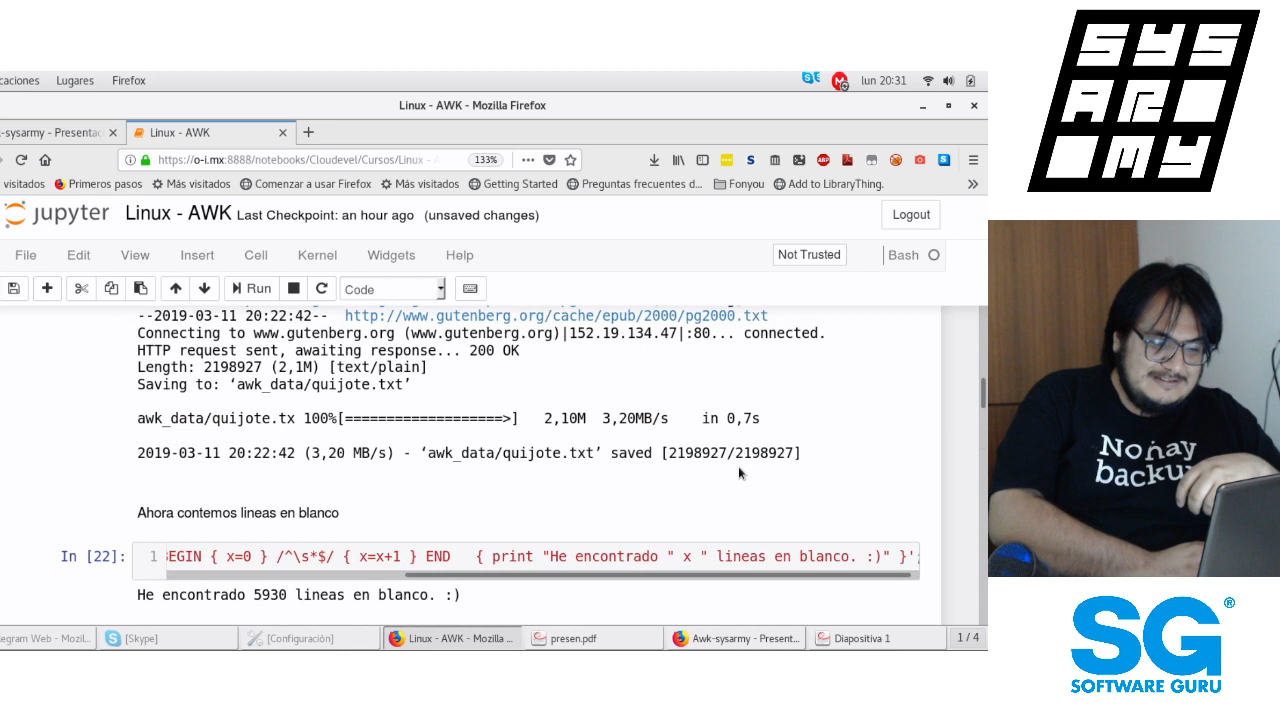 caciones Lugares Firefox lun 20:31
Linux - AWK - Mozilla Firefox
-sysarmy - Presentac Linux - AWK
https://o-i.mx:8888/notebooks/Cloudevel/Cursos/Linux - A 133%
visitados Primeros pasos Más visitados Comenzar a usar Firefox Más visitados Getting Started Preguntas frecuentes d... Fonyou Add to LibraryThing.
jupyter Linux - AWK Last Checkpoint: an hour ago (unsaved changes) Logout
File Edit View Insert Cell Kernel Widgets Help Not Trusted Bash
Run Code
--2019-03-11 20:22:42-- http://www.gutenberg.org/cache/epub/2000/pg2000.txt
Connecting to www.gutenberg.org (www.gutenberg.org)|152.19.134.47|:80... connected.
HTTP request sent, awaiting response... 200 OK
Length: 2198927 (2,1M) [text/plain]
Saving to: ‘awk_data/quijote.txt’
awk_data/quijote.tx 100%[===================>] 2,10M 3,20MB/s in 0,7s
2019-03-11 20:22:42 (3,20 MB/s) - ‘awk_data/quijote.txt’ saved [2198927/2198927]
Ahora contemos lineas en blanco
In [22]: 1 BEGIN { x=0 } /^\s*$/ { x=x+1 } END { print "He encontrado " x " lineas en blanco. :)" }';
He encontrado 5930 lineas en blanco. :)
egram Web - Mozil... [Skype] [Configuración] Linux - AWK - Mozilla ... presen.pdf Awk-sysarmy - Present... Diapositiva 1 1 / 4
SYS
AR
MY
No hay
backup
SG®
SOFTWARE GURU